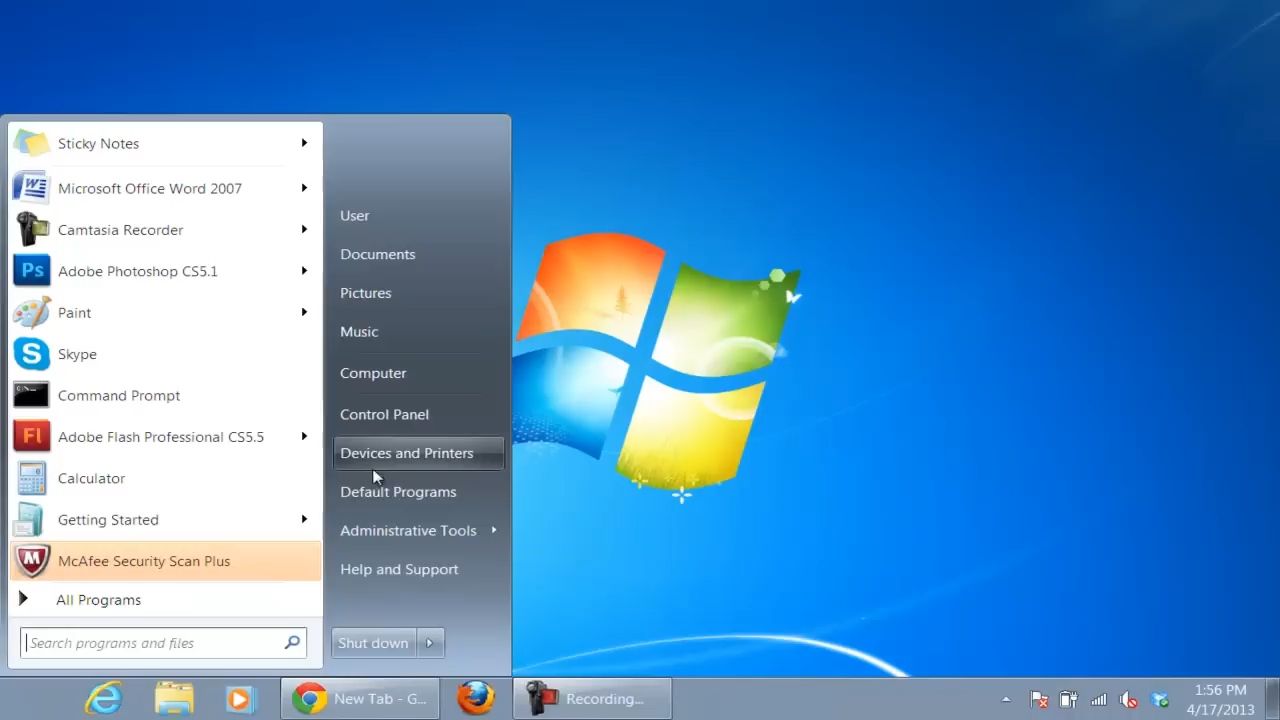 Sticky Notes
Microsoft Office Word 2007
Camtasia Recorder
Ps
Adobe Photoshop CS5.1
Paint
S
Skype
Command Prompt
Fl
Adobe Flash Professional CS5.5
Calculator
Getting Started
McAfee Security Scan Plus
All Programs
Search programs and files
User
Documents
Pictures
Music
Computer
Control Panel
Devices and Printers
Default Programs
Administrative Tools
Help and Support
Shut down
New Tab - G...
Recording...
1:56 PM
4/17/2013